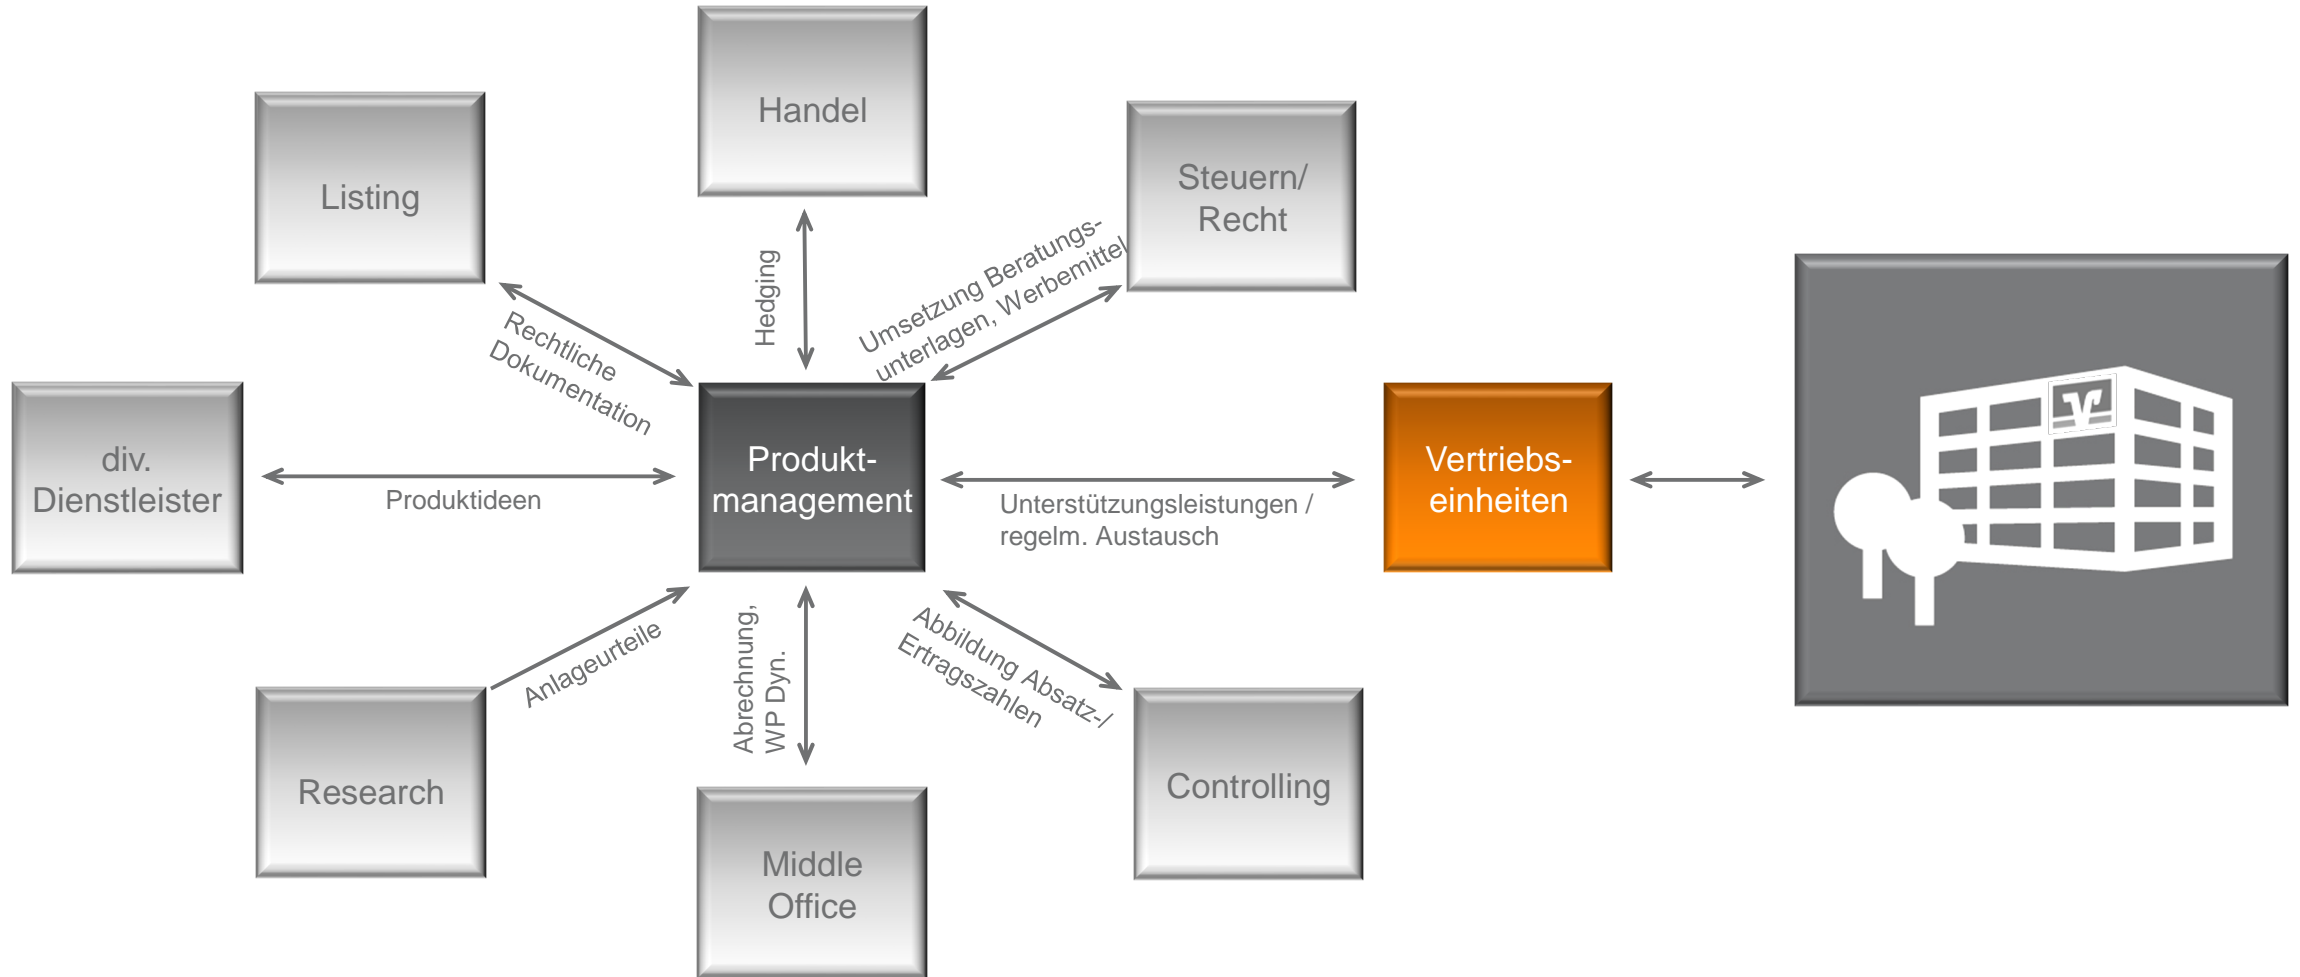 Handel
Listing
Steuern/
Recht
Hedging
Umsetzung Beratungs-
unterlagen, Werbemittel
Rechtliche
Dokumentation
div.
Dienstleister
Produktideen
Produkt-
management
Unterstützungsleistungen /
regelm. Austausch
Vertriebs-
einheiten
Anlageurteile
Abrechnung,
WP Dyn.
Abbildung Absatz-/
Ertragszahlen
Research
Middle
Office
Controlling